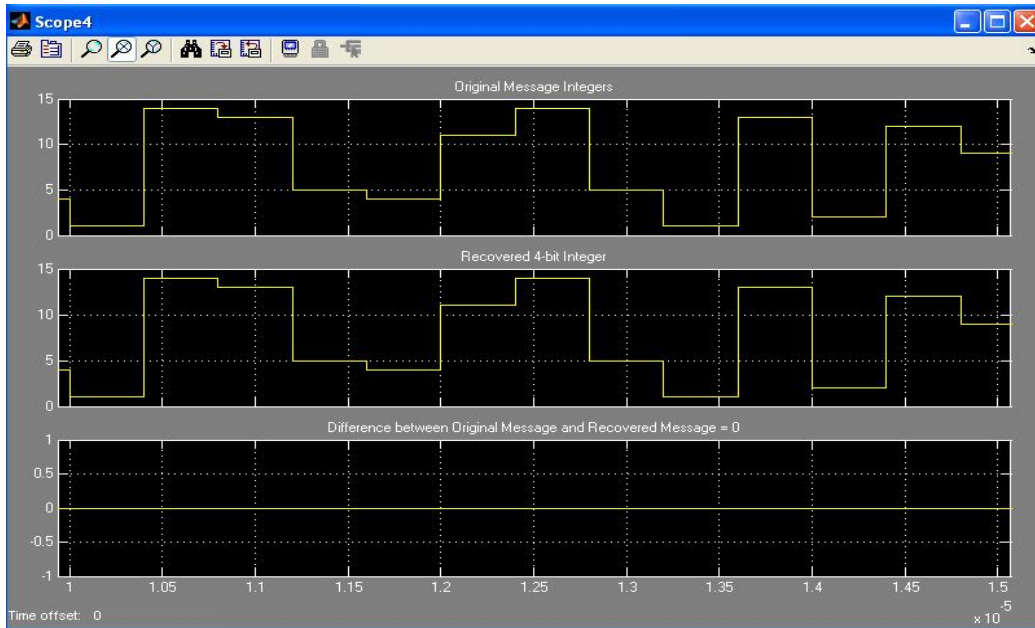 Scope4
Original Message Integers
15
10
5
0
Recovered 4-bit Integer
15
10
5
0
Difference between Original Message and Recovered Message = 0
1
0.5
0
-0.5
-1
1 1.05 1.1 1.15 1.2 1.25 1.3 1.35 1.4 1.45 1.5
x 10^-5
Time offset: 0